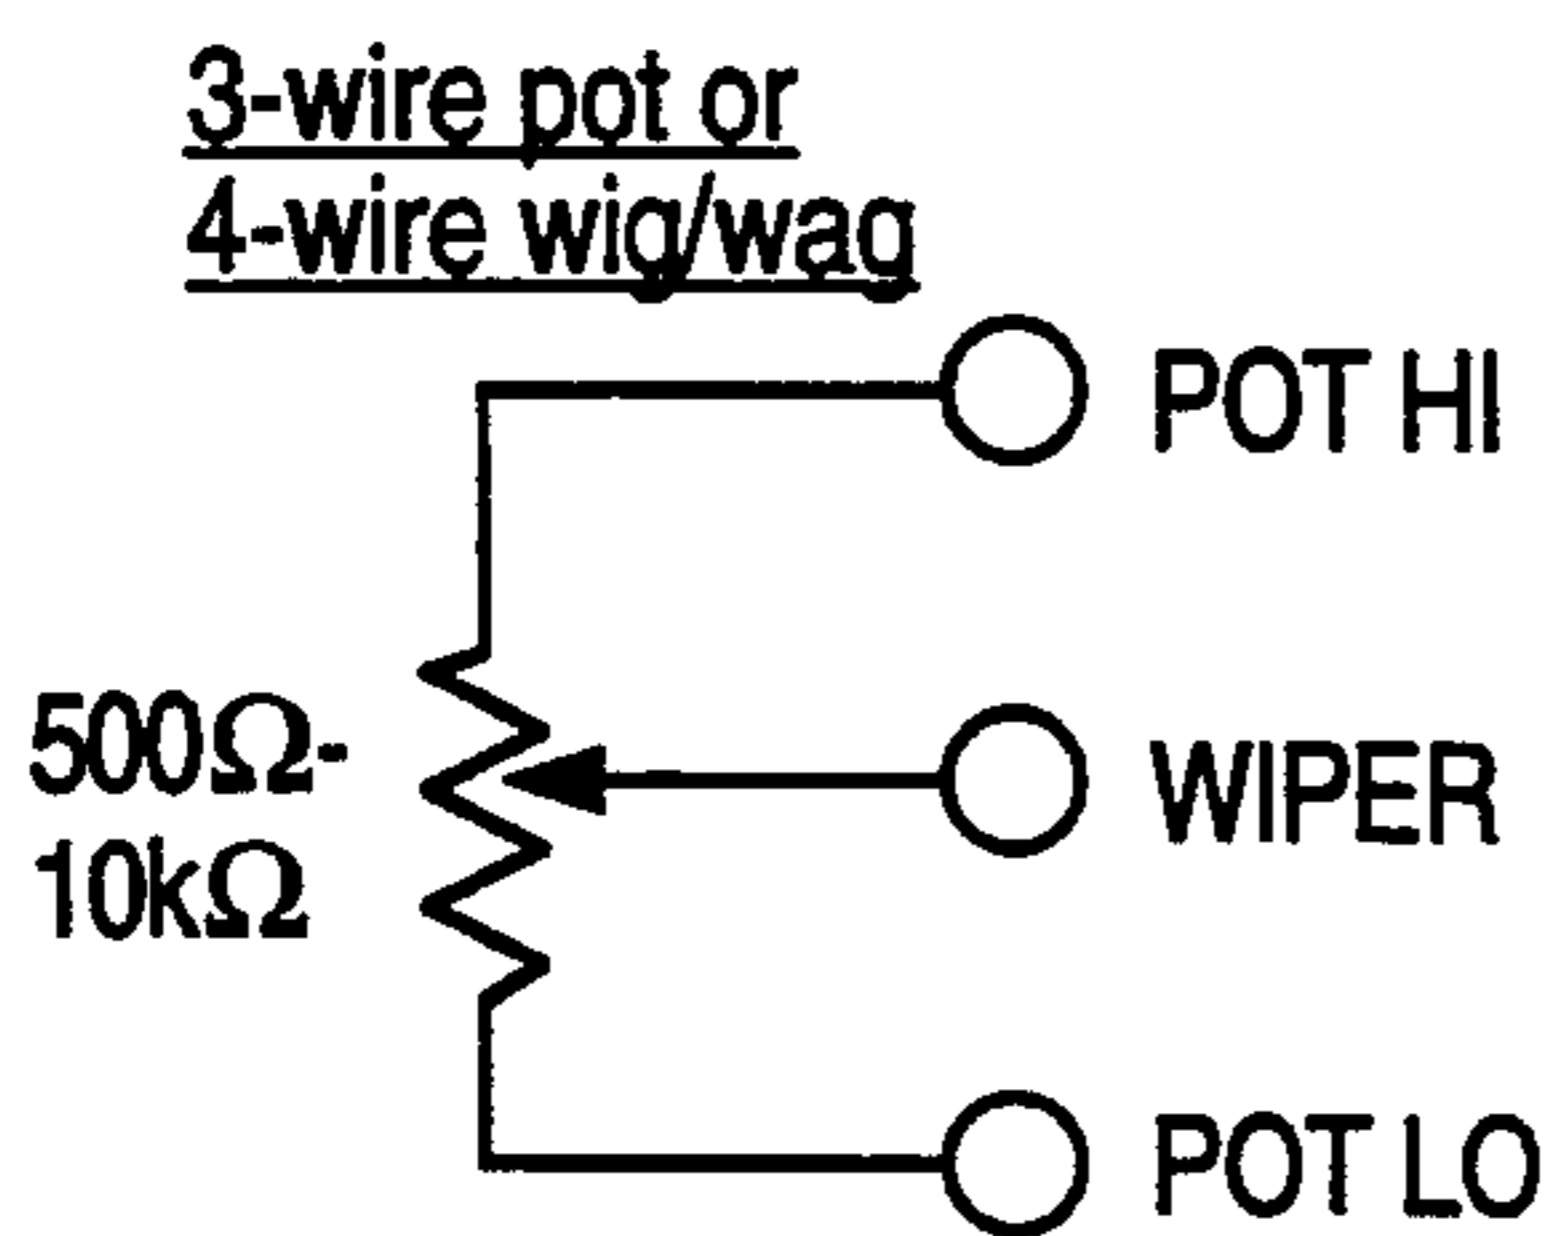 3-wire pot or
4-wire wig/wag
POT HI
500Ω-
10kΩ
WIPER
POT LO